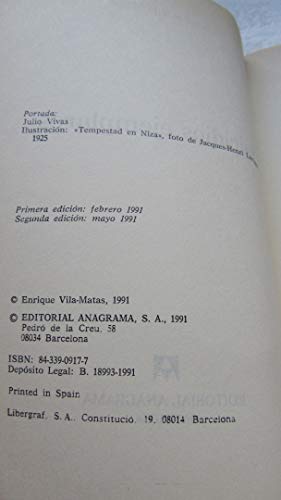 Portada:
Julio Vivas
Ilustración: «Tempestad en Niza», foto de Jacques-Henri
1925
Primera edición: febrero 1991
Segunda edición: mayo 1991
© Enrique Vila-Matas, 1991
© EDITORIAL ANAGRAMA, S. A., 1991
Pedró de la Creu, 58
08034 Barcelona
ISBN: 84-339-0917-7
Depósito Legal: B. 18993-1991
Printed in Spain
Libergraf, S. A., Constitució, 19, 08014 Barcelona
EDITORIAL ANAGRAMA